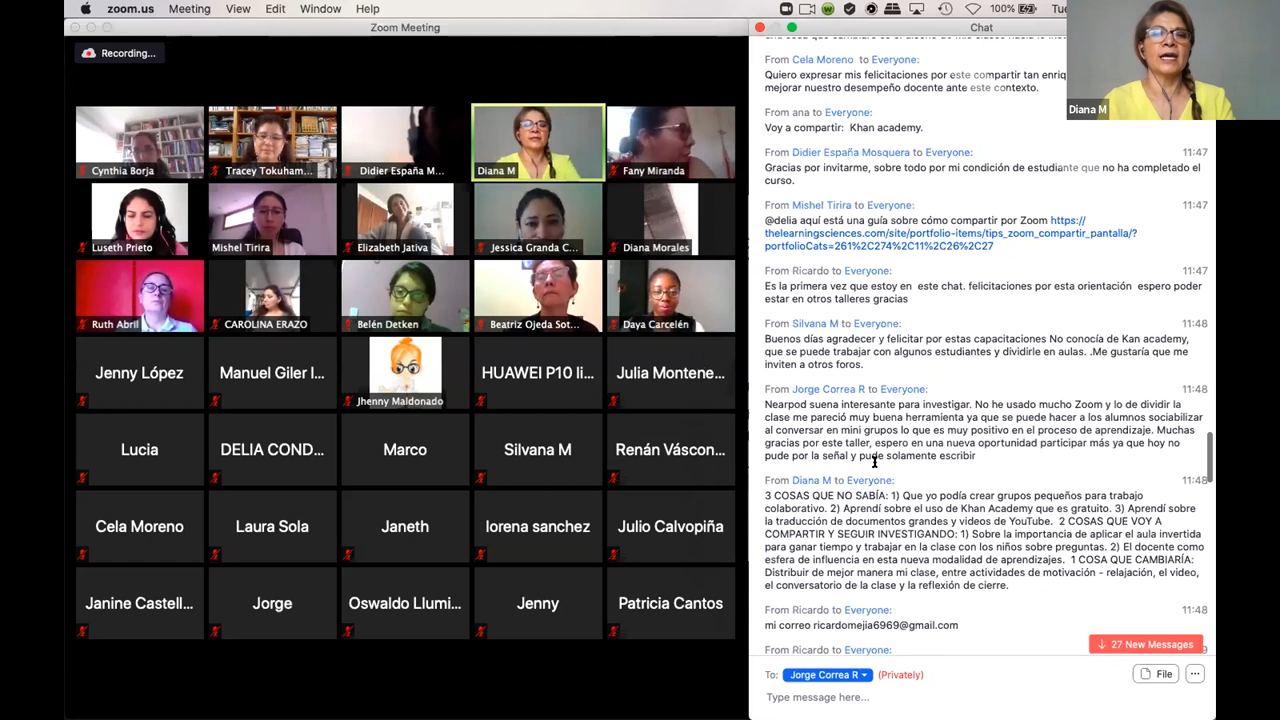 zoom.us Meeting View Edit Window Help
100%
Zoom Meeting
Recording...
Cynthia Borja
Tracey Tokuham...
Didier España M...
Diana M
Fany Miranda
Luseth Prieto
Mishel Tirira
Elizabeth Jativa
Jessica Granda C...
Diana Morales
Ruth Abril
CAROLINA ERAZO
Belén Detken
Beatriz Ojeda Sot...
Daya Carcelén
Jenny López
Manuel Giler I...
Jhenny Maldonado
HUAWEI P10 li...
Julia Montene...
Lucia
DELIA COND...
Marco
Silvana M
Renán Váscon...
Cela Moreno
Laura Sola
Janeth
lorena sanchez
Julio Calvopiña
Janine Castell...
Jorge
Oswaldo Llumi...
Jenny
Patricia Cantos
Chat
Diana M
From Cela Moreno to Everyone:
Quiero expresar mis felicitaciones por este compartir tan enriq
mejorar nuestro desempeño docente ante este contexto.
From ana to Everyone:
Voy a compartir: Khan academy.
From Didier España Mosquera to Everyone: 11:47
Gracias por invitarme, sobre todo por mi condición de estudiante que no ha completado el
curso.
From Mishel Tirira to Everyone: 11:47
@delia aquí está una guía sobre cómo compartir por Zoom https://
thelearningsciences.com/site/portfolio-items/tips_zoom_compartir_pantalla/?
portfolioCats=261%2C274%2C11%2C26%2C27
From Ricardo to Everyone: 11:47
Es la primera vez que estoy en este chat. felicitaciones por esta orientación espero poder
estar en otros talleres gracias
From Silvana M to Everyone: 11:48
Buenos días agradecer y felicitar por estas capacitaciones No conocía de Kan academy,
que se puede trabajar con algunos estudiantes y dividirle en aulas. .Me gustaría que me
inviten a otros foros.
From Jorge Correa R to Everyone: 11:48
Nearpod suena interesante para investigar. No he usado mucho Zoom y lo de dividir la
clase me pareció muy buena herramienta ya que se puede hacer a los alumnos sociabilizar
al conversar en mini grupos lo que es muy positivo en el proceso de aprendizaje. Muchas
gracias por este taller, espero en una nueva oportunidad participar más ya que hoy no
pude por la señal y pude solamente escribir
From Diana M to Everyone: 11:48
3 COSAS QUE NO SABÍA: 1) Que yo podía crear grupos pequeños para trabajo
colaborativo. 2) Aprendí sobre el uso de Khan Academy que es gratuito. 3) Aprendí sobre
la traducción de documentos grandes y videos de YouTube. 2 COSAS QUE VOY A
COMPARTIR Y SEGUIR INVESTIGANDO: 1) Sobre la importancia de aplicar el aula invertida
para ganar tiempo y trabajar en la clase con los niños sobre preguntas. 2) El docente como
esfera de influencia en esta nueva modalidad de aprendizajes. 1 COSA QUE CAMBIARÍA:
Distribuir de mejor manera mi clase, entre actividades de motivación - relajación, el video,
el conversatorio de la clase y la reflexión de cierre.
From Ricardo to Everyone: 11:48
mi correo ricardomejia6969@gmail.com
From Ricardo to Everyone:
27 New Messages
To: Jorge Correa R (Privately)
File
Type message here...